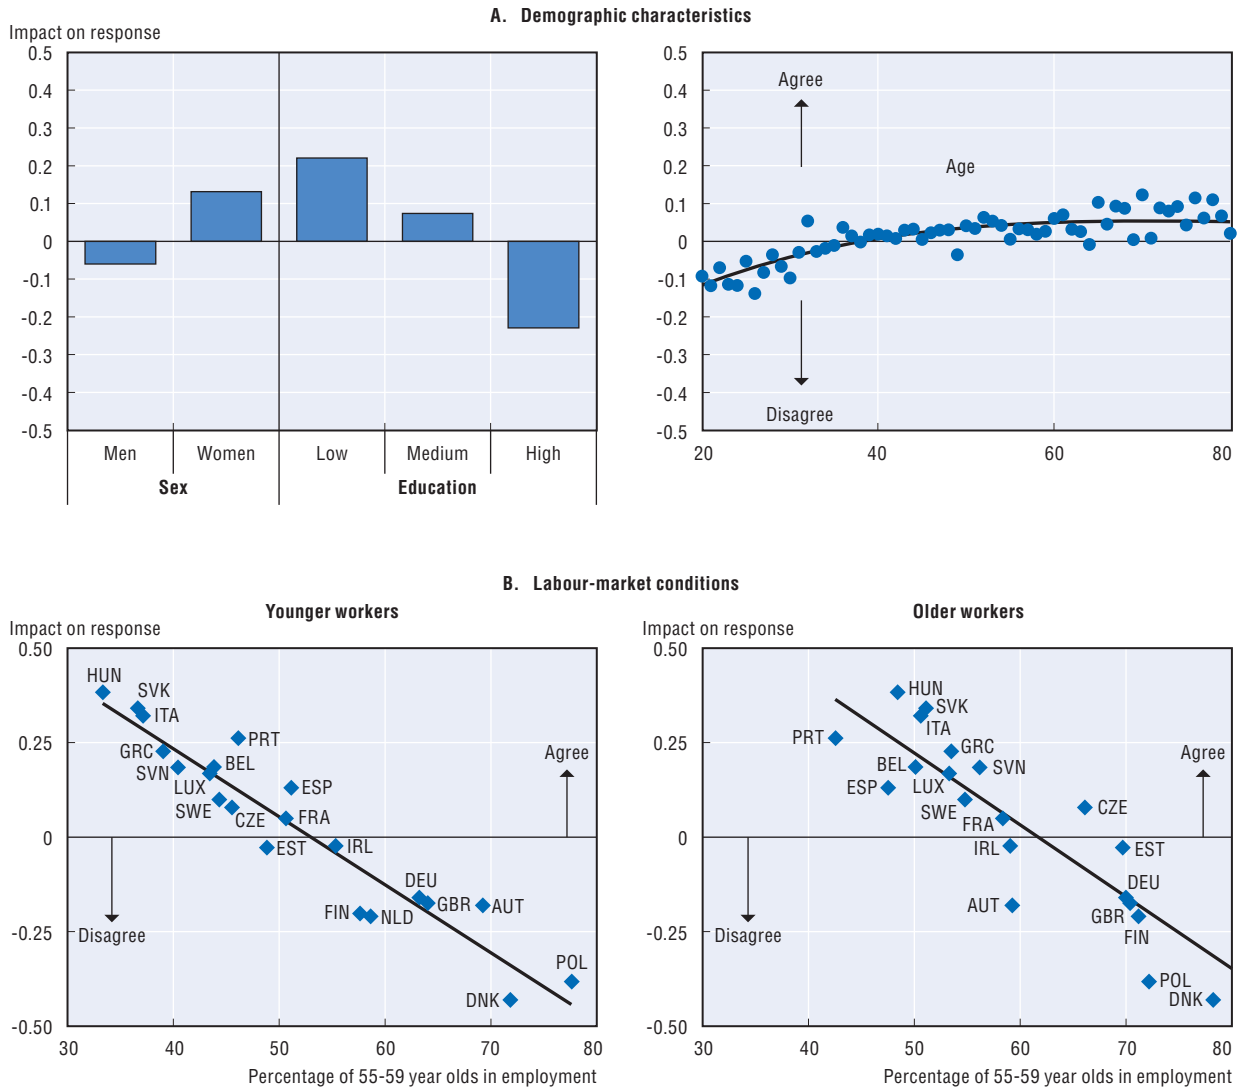 A. Demographic characteristics
Impact on response
0.5
0.4
0.3
0.2
0.1
0
-0.1
-0.2
-0.3
-0.4
-0.5
Men Women Low Medium High
Sex Education
0.5
0.4
0.3
0.2
0.1
0
-0.1
-0.2
-0.3
-0.4
-0.5
Agree
Age
Disagree
20 40 60 80
B. Labour-market conditions
Younger workers
Impact on response
0.50
0.25
0
-0.25
-0.50
HUN
SVK
ITA
GRC
PRT
SVN
BEL
LUX
SWE
CZE
ESP
FRA
EST
IRL
DEU
GBR
AUT
FIN
NLD
POL
DNK
Agree
Disagree
30 40 50 60 70 80
Percentage of 55-59 year olds in employment
Older workers
Impact on response
0.50
0.25
0
-0.25
-0.50
HUN
SVK
ITA
PRT
GRC
BEL
SVN
ESP
LUX
SWE
CZE
FRA
IRL
EST
DEU
AUT
GBR
FIN
POL
DNK
Agree
Disagree
30 40 50 60 70 80
Percentage of 55-59 year olds in employment